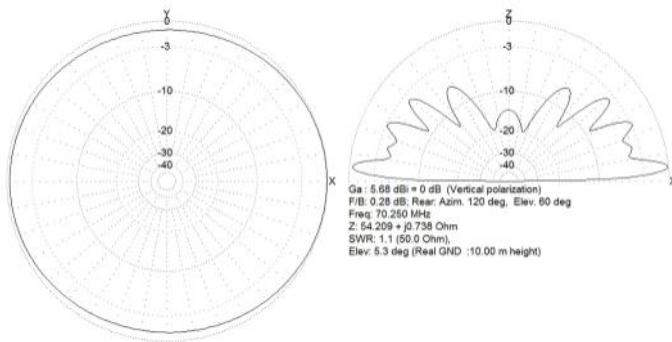 Y
0
-3
-10
-20
-30
-40
X
Z
0
-3
-10
-20
-30
-40
X
Ga : 5.68 dBi = 0 dB (Vertical polarization)
F/B: 0.28 dB; Rear: Azim. 120 deg, Elev. 60 deg
Freq: 70.250 MHz
Z: 54.209 + j0.738 Ohm
SWR: 1.1 (50.0 Ohm),
Elev: 5.3 deg (Real GND :10.00 m height)